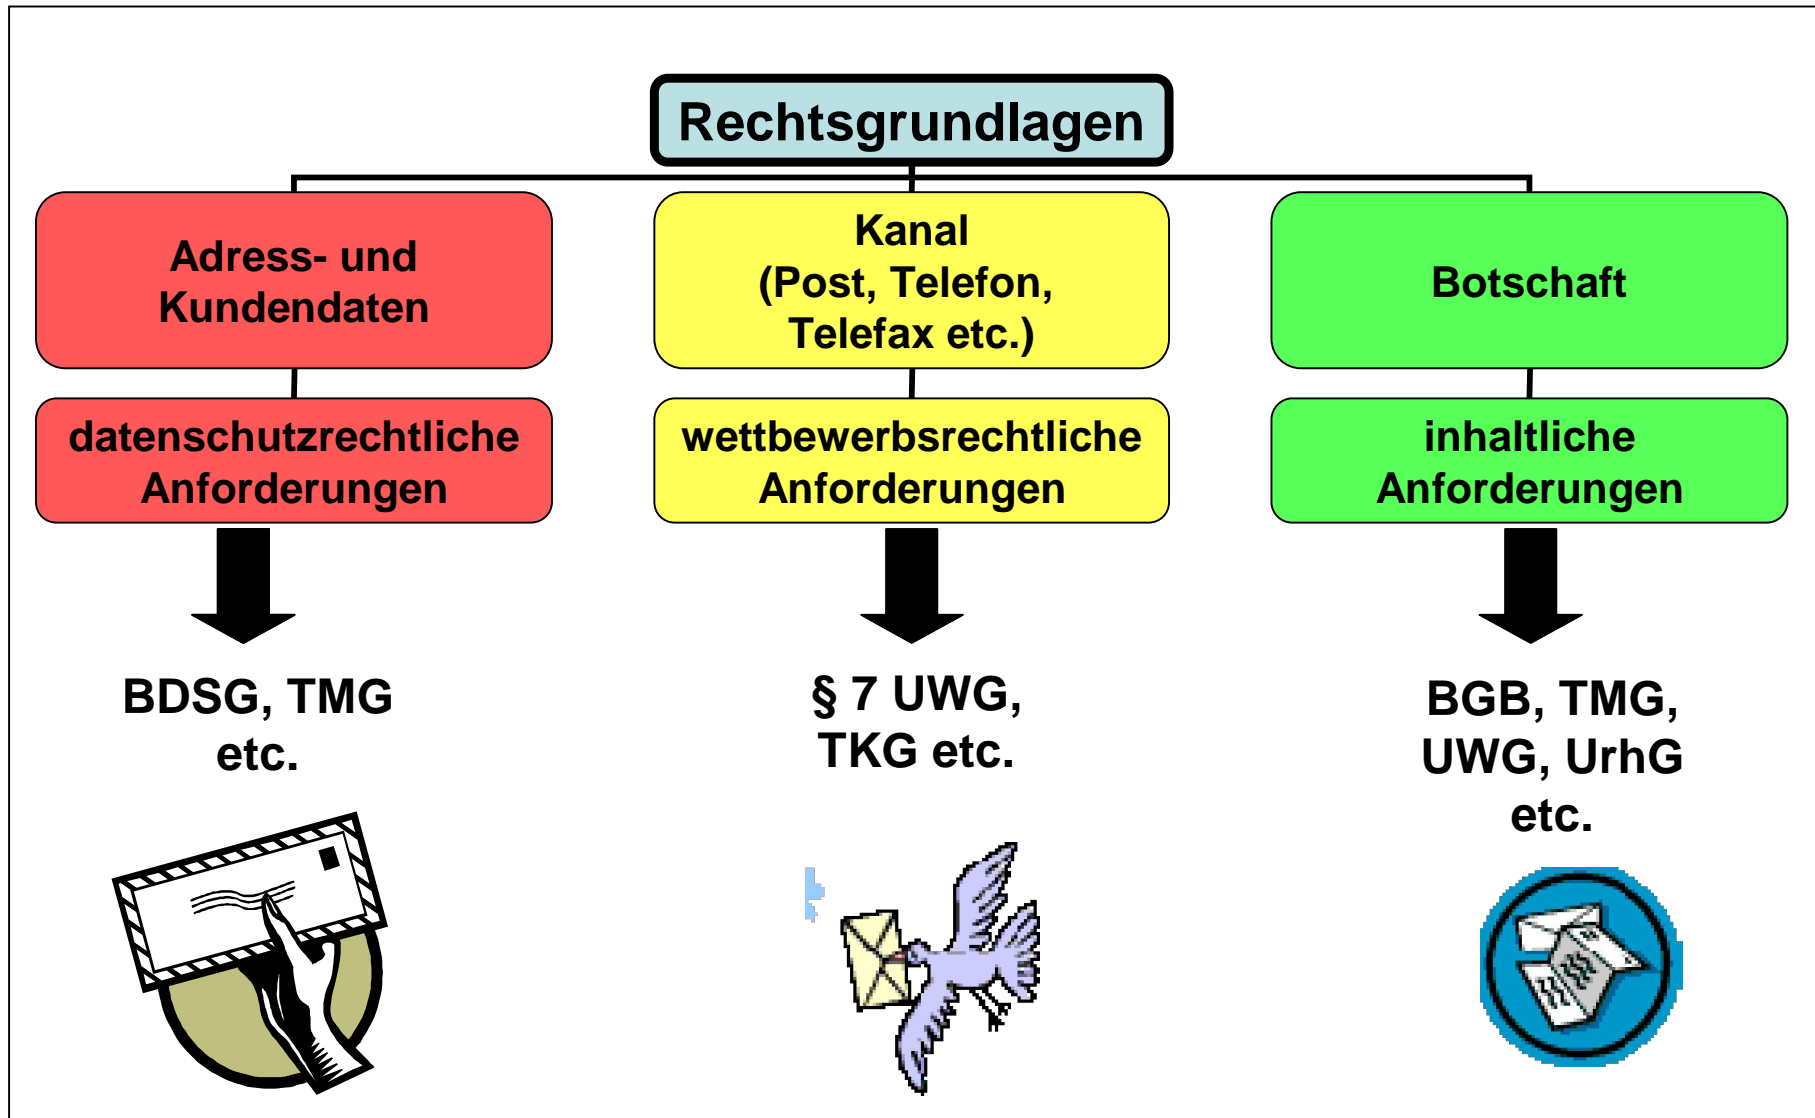 Rechtsgrundlagen
Adress- und
Kundendaten
datenschutzrechtliche
Anforderungen
BDSG, TMG
etc.
Kanal
(Post, Telefon,
Telefax etc.)
wettbewerbsrechtliche
Anforderungen
§ 7 UWG,
TKG etc.
Botschaft
inhaltliche
Anforderungen
BGB, TMG,
UWG, UrhG
etc.